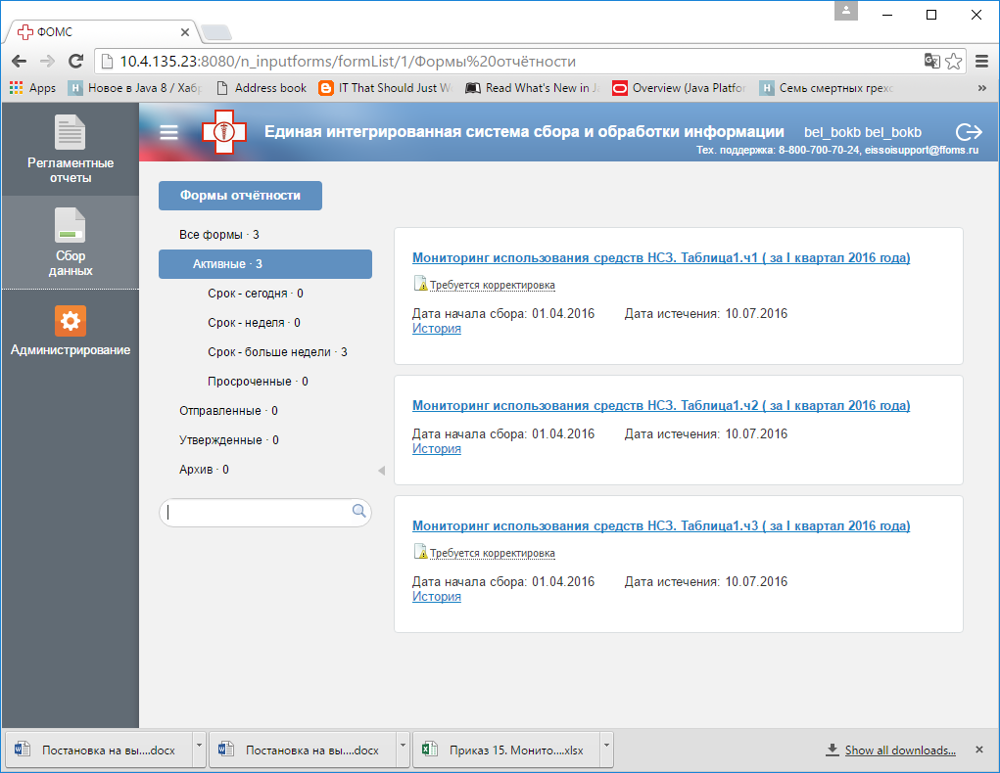 ФОМС
10.4.135.23:8080/n_inputforms/formList/1/Формы%20отчётности
Apps
Новое в Java 8 / Хабр
Address book
IT That Should Just W
Read What's New in J
Overview (Java Platfor
Семь смертных грехо
»
Единая интегрированная система сбора и обработки информации
bel_bokb bel_bokb
Тех. поддержка: 8-800-700-70-24, eissoisupport@ffoms.ru
Регламентные
отчеты
Сбор
данных
Администрирование
Формы отчётности
Все формы · 3
Активные · 3
Срок - сегодня · 0
Срок - неделя · 0
Срок - больше недели · 3
Просроченные · 0
Отправленные · 0
Утвержденные · 0
Архив · 0
Мониторинг использования средств НСЗ. Таблица1.ч1 ( за I квартал 2016 года)
Требуется корректировка
Дата начала сбора: 01.04.2016 Дата истечения: 10.07.2016
История
Мониторинг использования средств НСЗ. Таблица1.ч2 ( за I квартал 2016 года)
Дата начала сбора: 01.04.2016 Дата истечения: 10.07.2016
История
Мониторинг использования средств НСЗ. Таблица1.ч3 ( за I квартал 2016 года)
Требуется корректировка
Дата начала сбора: 01.04.2016 Дата истечения: 10.07.2016
История
Постановка на вы....docx
Постановка на вы....docx
Приказ 15. Монито....xlsx
Show all downloads...